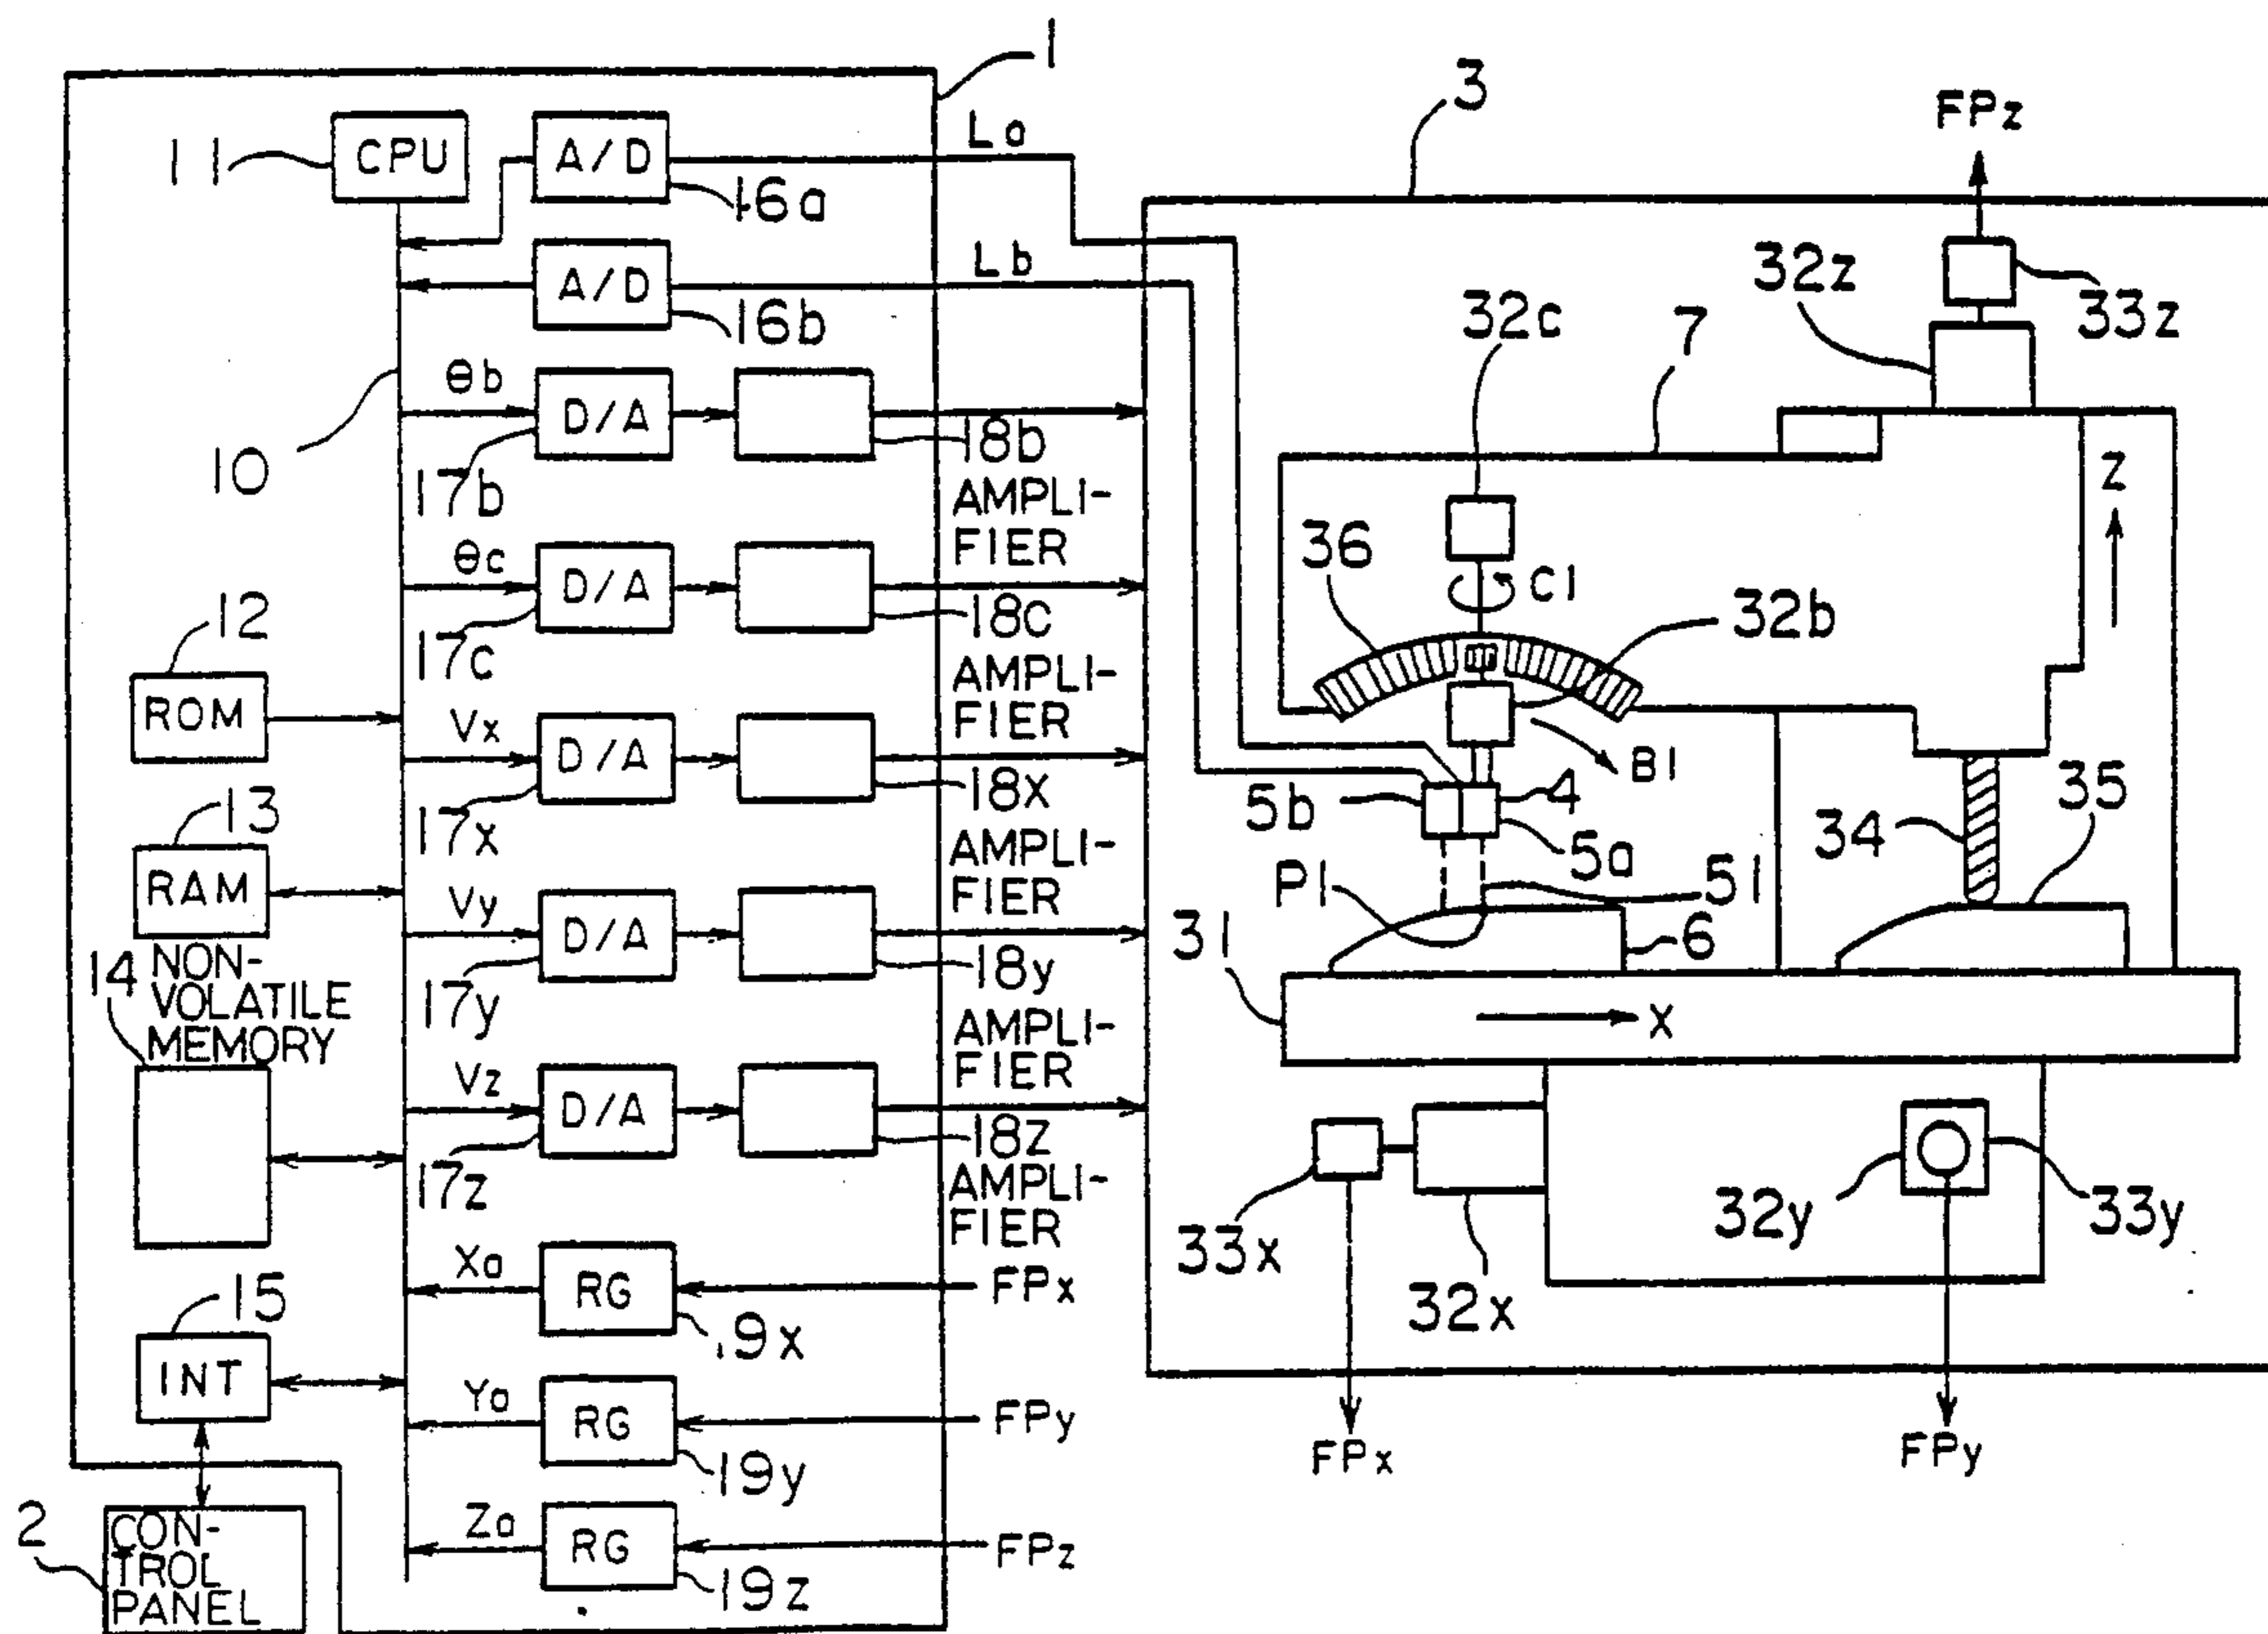 1
La
CPU
A/D
11
16a
Lb
A/D
16b
θb
D/A
10
17b
18b
AMPLI-
FIER
θc
D/A
12
17c
18c
AMPLI-
FIER
ROM
Vx
D/A
13
17x
18x
AMPLI-
FIER
RAM
Vy
D/A
14
NON-
VOLATILE
MEMORY
17y
18y
AMPLI-
FIER
Vz
D/A
17z
18z
AMPLI-
FIER
Xa
RG
FPx
19x
15
INT
Ya
RG
FPy
19y
2
CON-
TROL
PANEL
Za
RG
FPz
19z
3
FPz
32z
33z
32c
7
Z
36
C1
32b
B1
5b
4
5a
34
35
P1
51
6
31
X
33x
32x
32y
33y
FPx
FPy